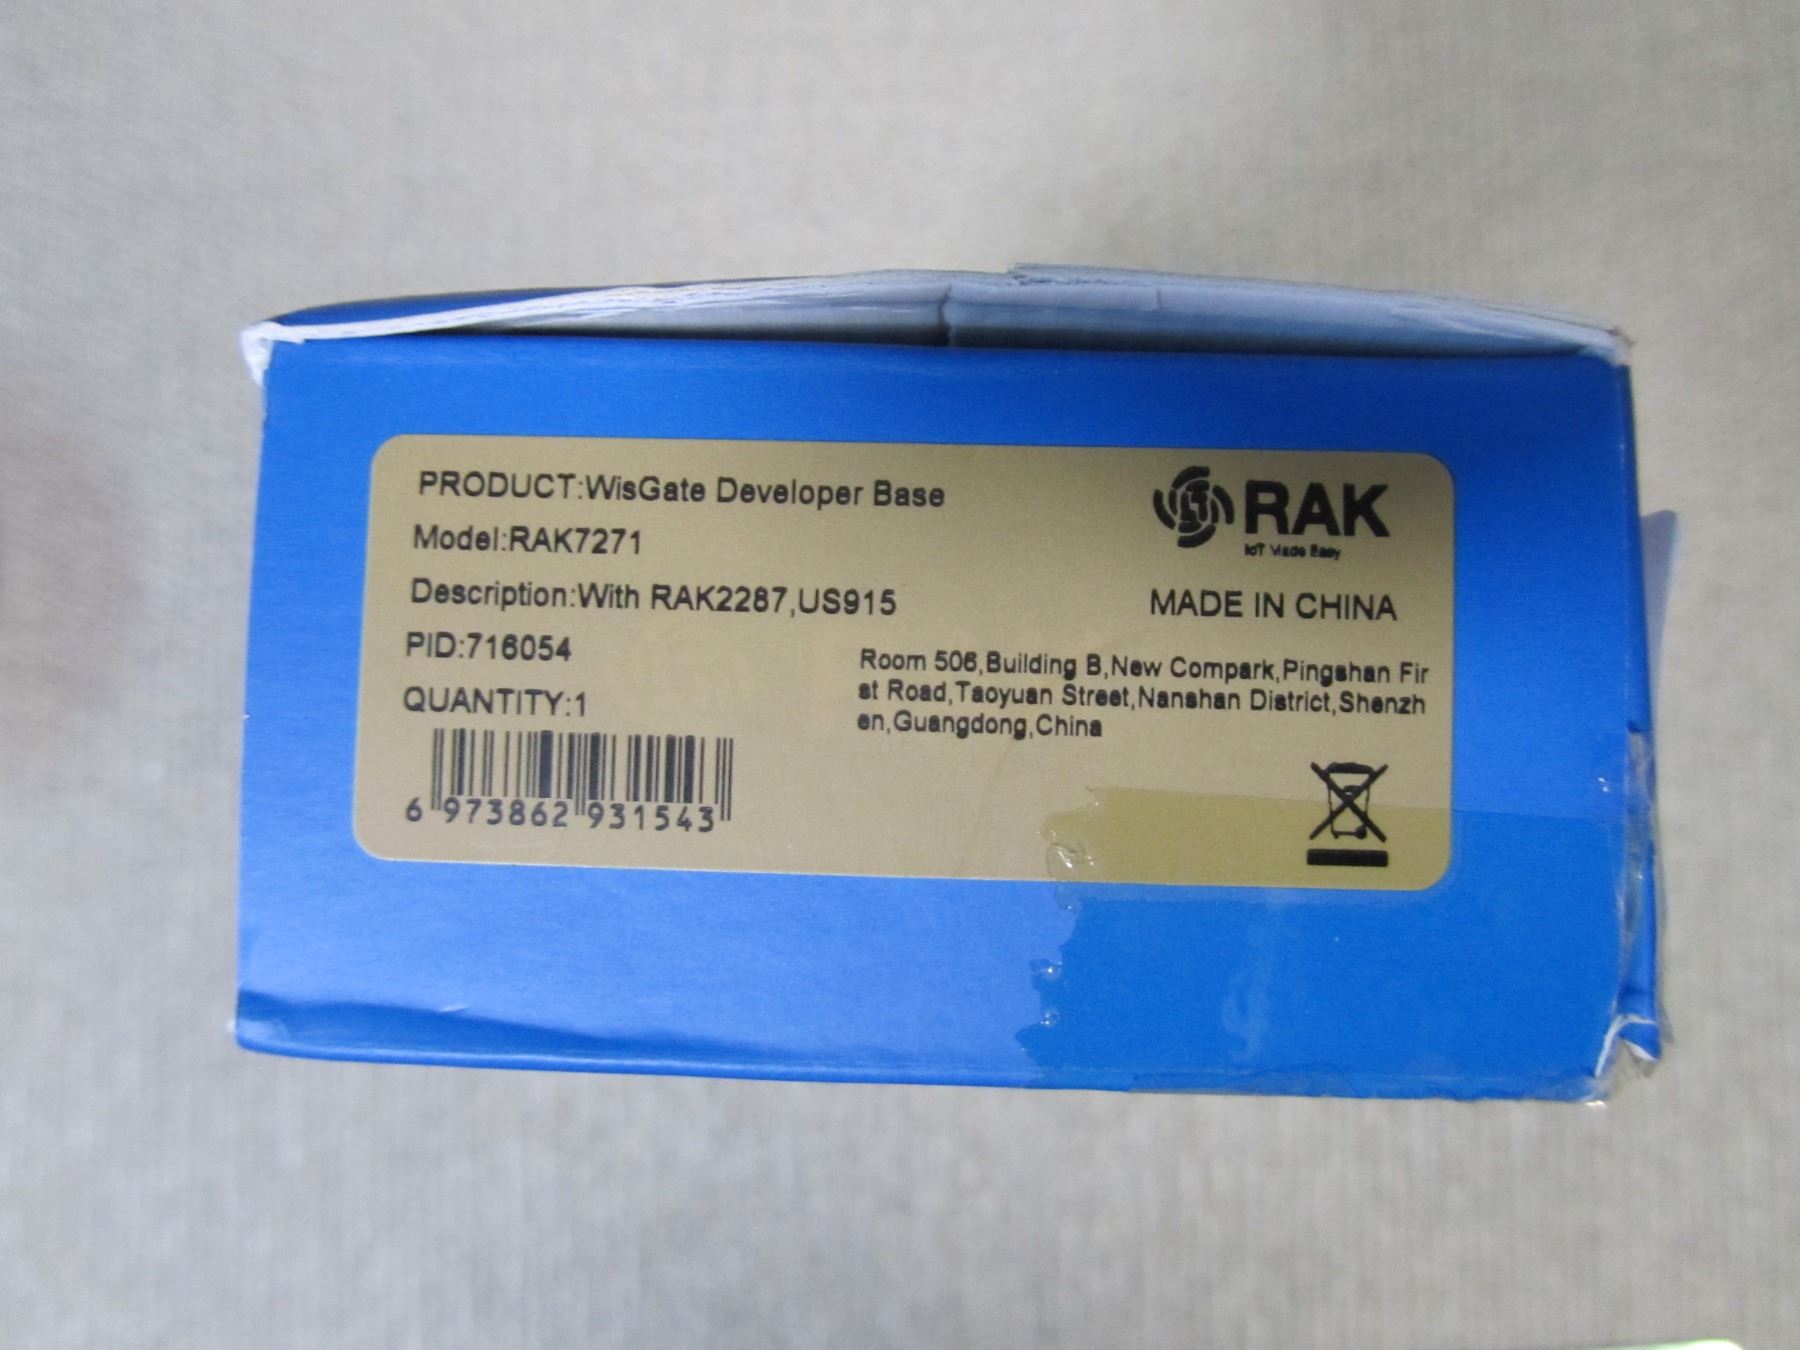 PRODUCT:WisGate Developer Base
Model:RAK7271
Description:With RAK2287,US915
PID:716054
QUANTITY:1
6 973862 931543
RAK
IoT Made Easy
MADE IN CHINA
Room 506,Building B,New Compark,Pingshan Fir
st Road,Taoyuan Street,Nanshan District,Shenzh
en,Guangdong,China